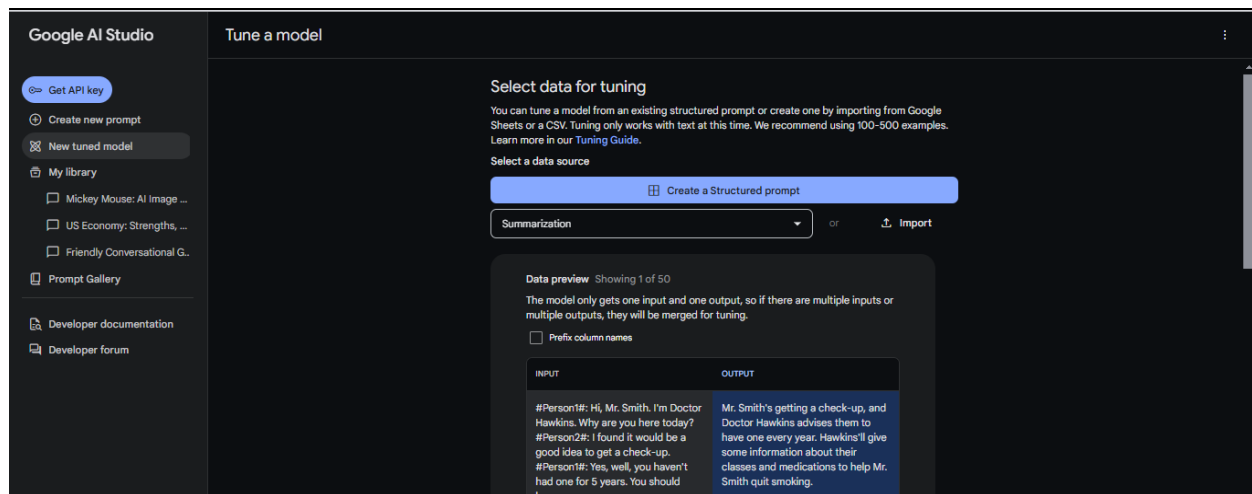 Google AI Studio
Tune a model
Get API key
Create new prompt
New tuned model
My library
Mickey Mouse: AI Image ...
US Economy: Strengths, ...
Friendly Conversational G..
Prompt Gallery
Developer documentation
Developer forum
Select data for tuning
You can tune a model from an existing structured prompt or create one by importing from Google
Sheets or a CSV. Tuning only works with text at this time. We recommend using 100-500 examples.
Learn more in our Tuning Guide.
Select a data source
Create a Structured prompt
Summarization or Import
Data preview Showing 1 of 50
The model only gets one input and one output, so if there are multiple inputs or
multiple outputs, they will be merged for tuning.
Prefix column names
INPUT
#Person1#: Hi, Mr. Smith. I'm Doctor
Hawkins. Why are you here today?
#Person2#: I found it would be a
good idea to get a check-up.
#Person1#: Yes, well, you haven't
had one for 5 years. You should
OUTPUT
Mr. Smith's getting a check-up, and
Doctor Hawkins advises them to
have one every year. Hawkins'll give
some information about their
classes and medications to help Mr.
Smith quit smoking.